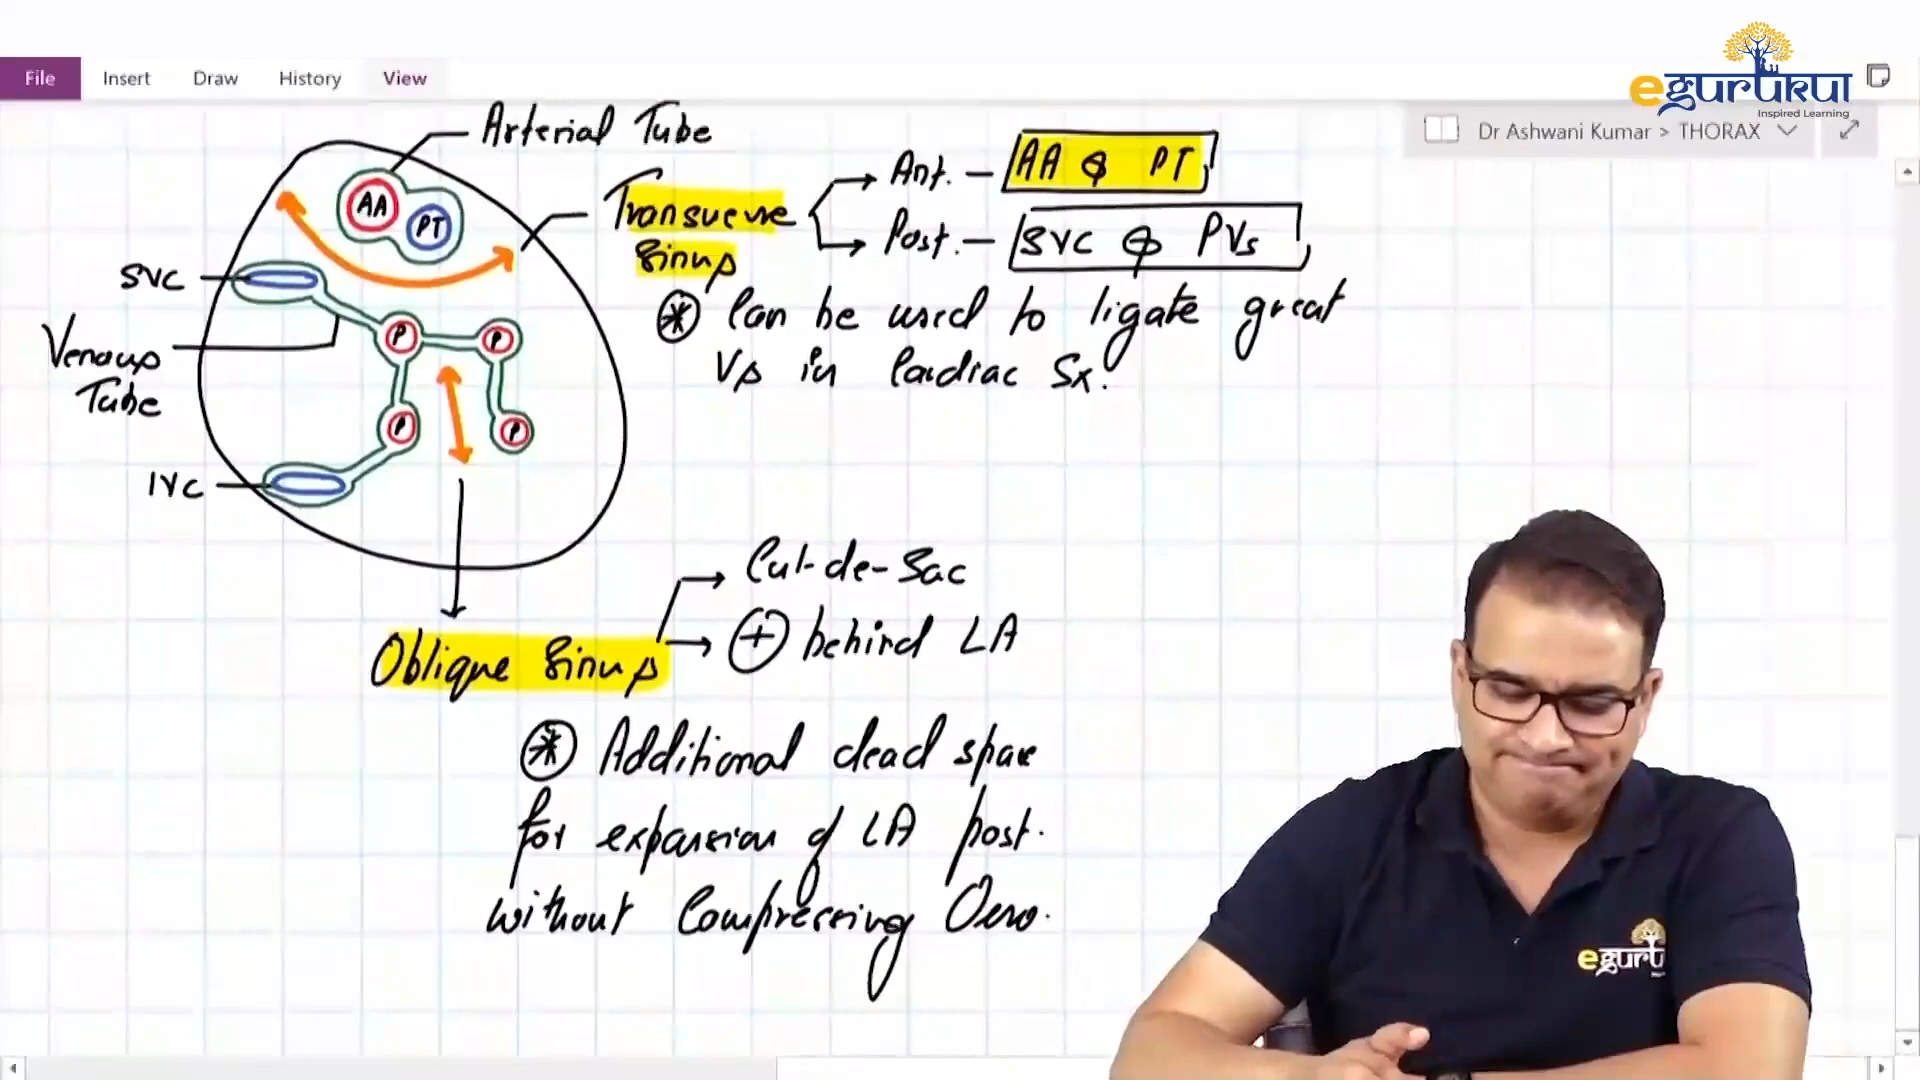 egurukul
Inspired Learning
File Insert Draw History View
Dr Ashwani Kumar > THORAX
Arterial Tube
AA
PT
Transverse
Sinus
Ant. - AA & PT
Post. - SVC & PVs
SVC
Venous
Tube
P P
P P
IVC
* Can be used to ligate great
Vs in Cardiac Sx.
Cul-de-Sac
+ behind LA
Oblique Sinus
* Additional dead space
for expansion of LA post.
without Compressing Oeso.
eguru